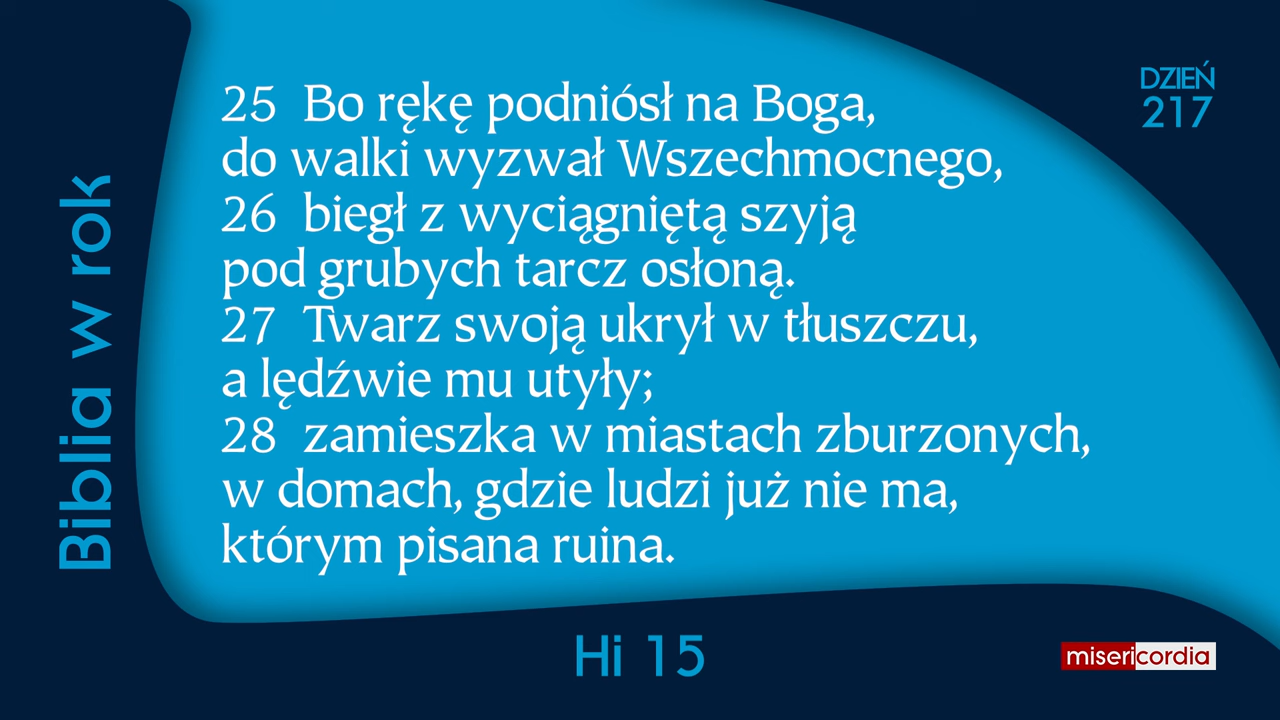 DZIEŃ
217
Biblia w rok
25 Bo rękę podniósł na Boga,
do walki wyzwał Wszechmocnego,
26 biegł z wyciągniętą szyją
pod grubych tarcz osłoną.
27 Twarz swoją ukrył w tłuszczu,
a lędźwie mu utyły;
28 zamieszka w miastach zburzonych,
w domach, gdzie ludzi już nie ma,
którym pisana ruina.
Hi 15
misericordia